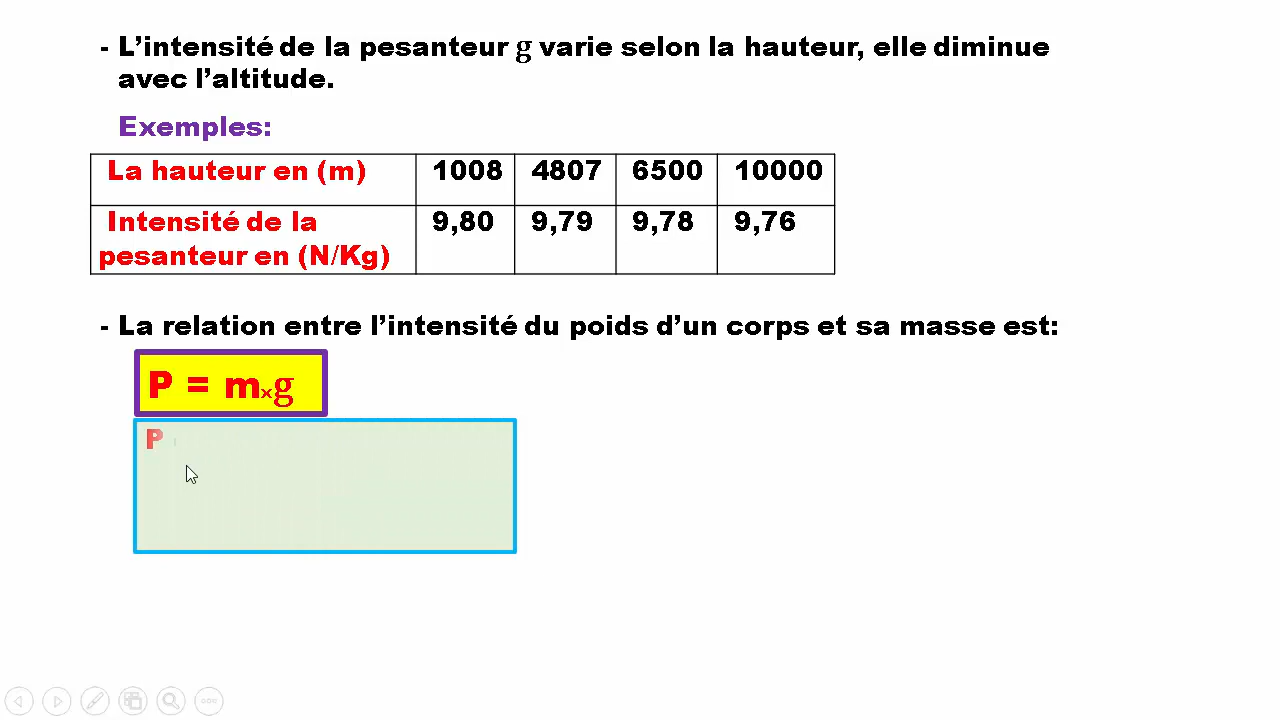 - L’intensité de la pesanteur g varie selon la hauteur, elle diminue
avec l’altitude.
Exemples:
La hauteur en (m) 1008 4807 6500 10000
Intensité de la 9,80 9,79 9,78 9,76
pesanteur en (N/Kg)
- La relation entre l’intensité du poids d’un corps et sa masse est:
P = m×g
P